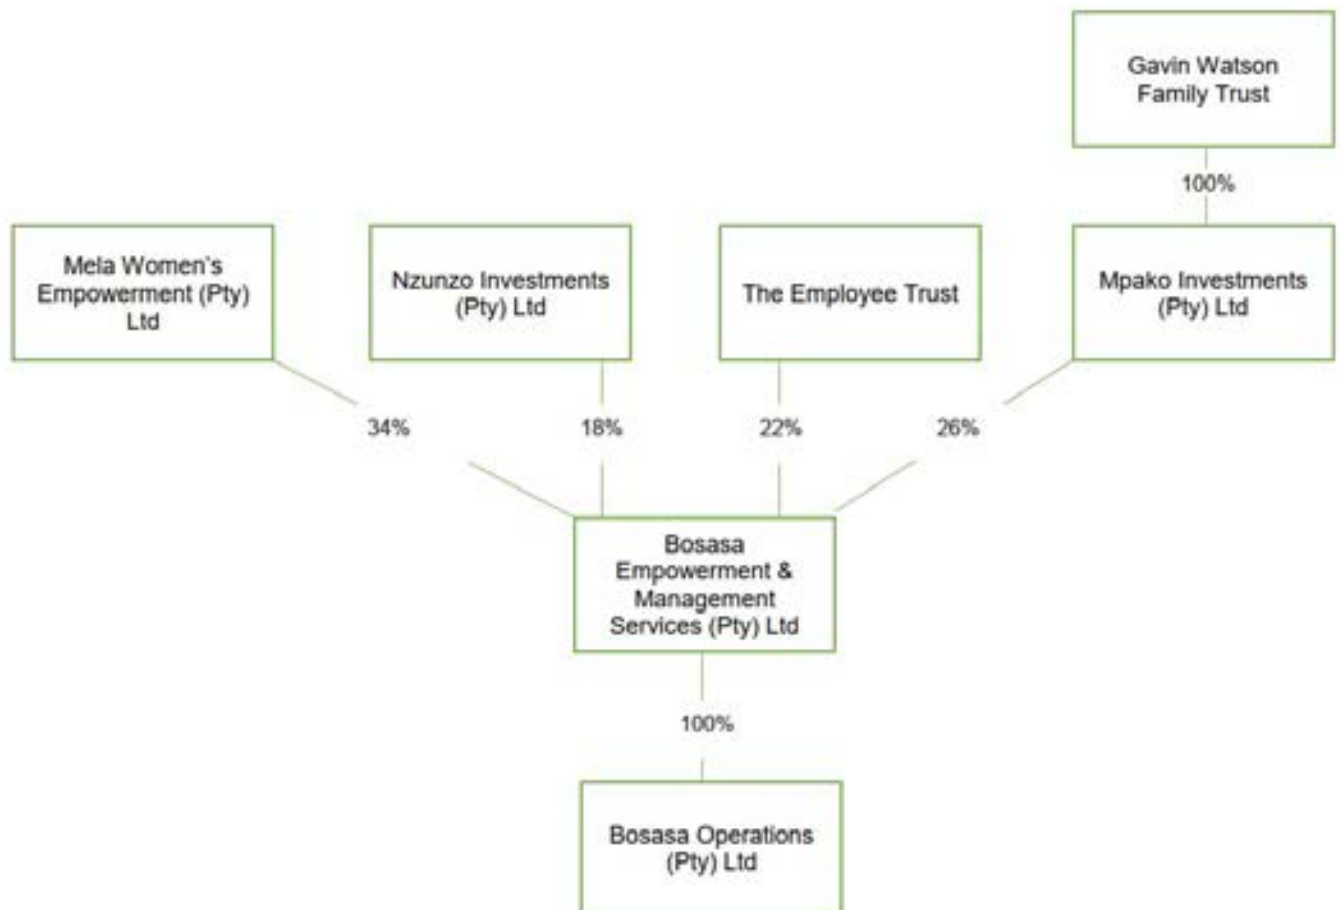 Gavin Watson
Family Trust
100%
Mela Women's
Empowerment (Pty)
Ltd
Nzunzo Investments
(Pty) Ltd
The Employee Trust
Mpako Investments
(Pty) Ltd
34%
18%
22%
26%
Bosasa
Empowerment &
Management
Services (Pty) Ltd
100%
Bosasa Operations
(Pty) Ltd